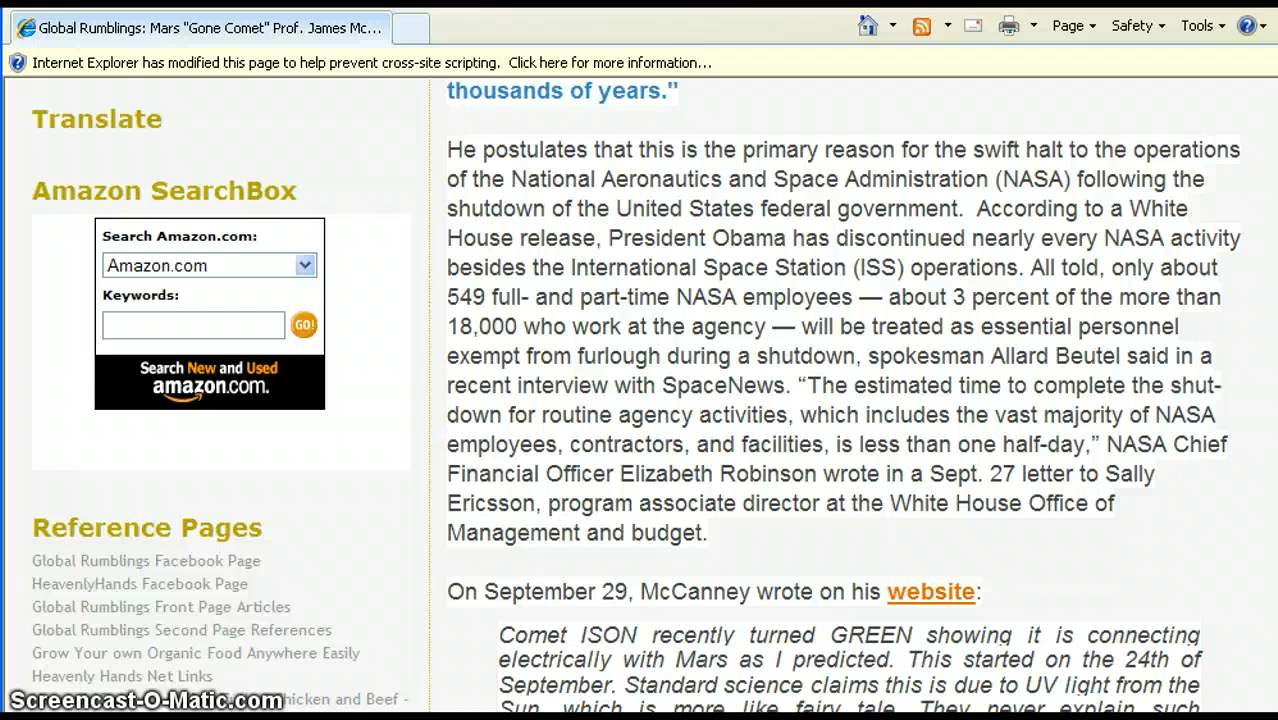 Global Rumblings: Mars "Gone Comet" Prof. James Mc...
Page
Safety
Tools
Internet Explorer has modified this page to help prevent cross-site scripting. Click here for more information...
Translate
Amazon SearchBox
Search Amazon.com:
Amazon.com
Keywords:
GO!
Search New and Used
amazon.com.
Reference Pages
Global Rumblings Facebook Page
HeavenlyHands Facebook Page
Global Rumblings Front Page Articles
Global Rumblings Second Page References
Grow Your own Organic Food Anywhere Easily
Heavenly Hands Net Links
Chicken and Beef -
thousands of years."
He postulates that this is the primary reason for the swift halt to the operations
of the National Aeronautics and Space Administration (NASA) following the
shutdown of the United States federal government. According to a White
House release, President Obama has discontinued nearly every NASA activity
besides the International Space Station (ISS) operations. All told, only about
549 full- and part-time NASA employees — about 3 percent of the more than
18,000 who work at the agency — will be treated as essential personnel
exempt from furlough during a shutdown, spokesman Allard Beutel said in a
recent interview with SpaceNews. “The estimated time to complete the shut-
down for routine agency activities, which includes the vast majority of NASA
employees, contractors, and facilities, is less than one half-day,” NASA Chief
Financial Officer Elizabeth Robinson wrote in a Sept. 27 letter to Sally
Ericsson, program associate director at the White House Office of
Management and budget.
On September 29, McCanney wrote on his website:
Comet ISON recently turned GREEN showing it is connecting
electrically with Mars as I predicted. This started on the 24th of
September. Standard science claims this is due to UV light from the
Sun, which is more like fairy tale. They never explain such
Screencast-O-Matic.com